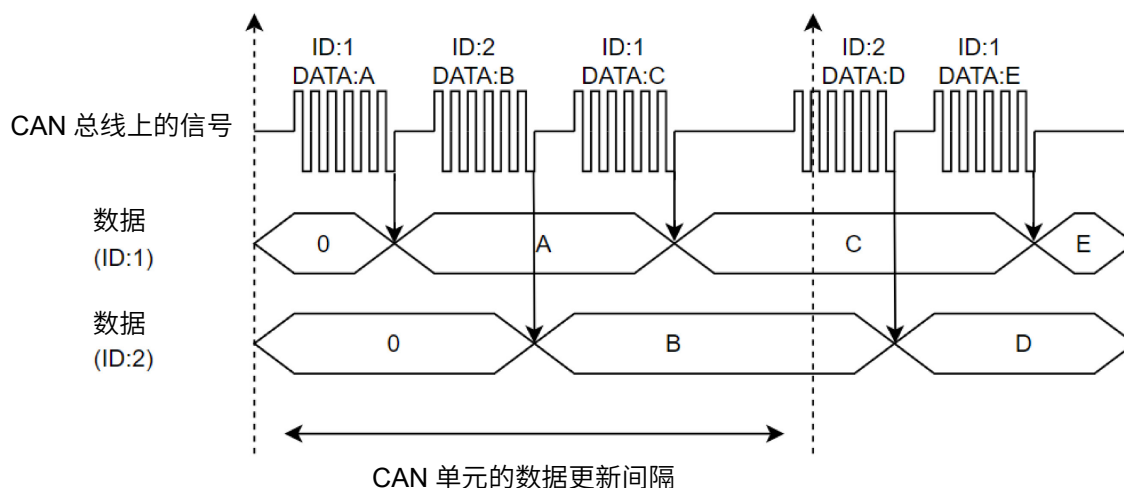 ID:1 ID:2 ID:1 ID:2 ID:1
DATA:A DATA:B DATA:C DATA:D DATA:E
CAN 总线上的信号
数据
(ID:1)
0 A C E
数据
(ID:2)
0 B D
CAN 单元的数据更新间隔